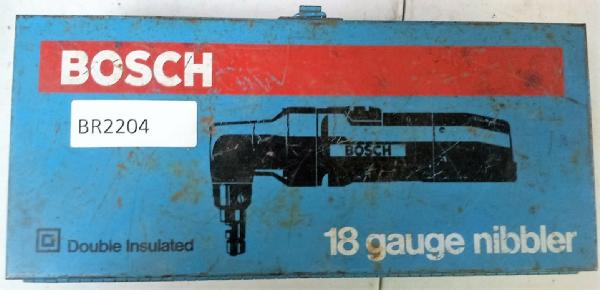 BOSCH
BR2204
BOSCH
Double Insulated
18 gauge nibbler